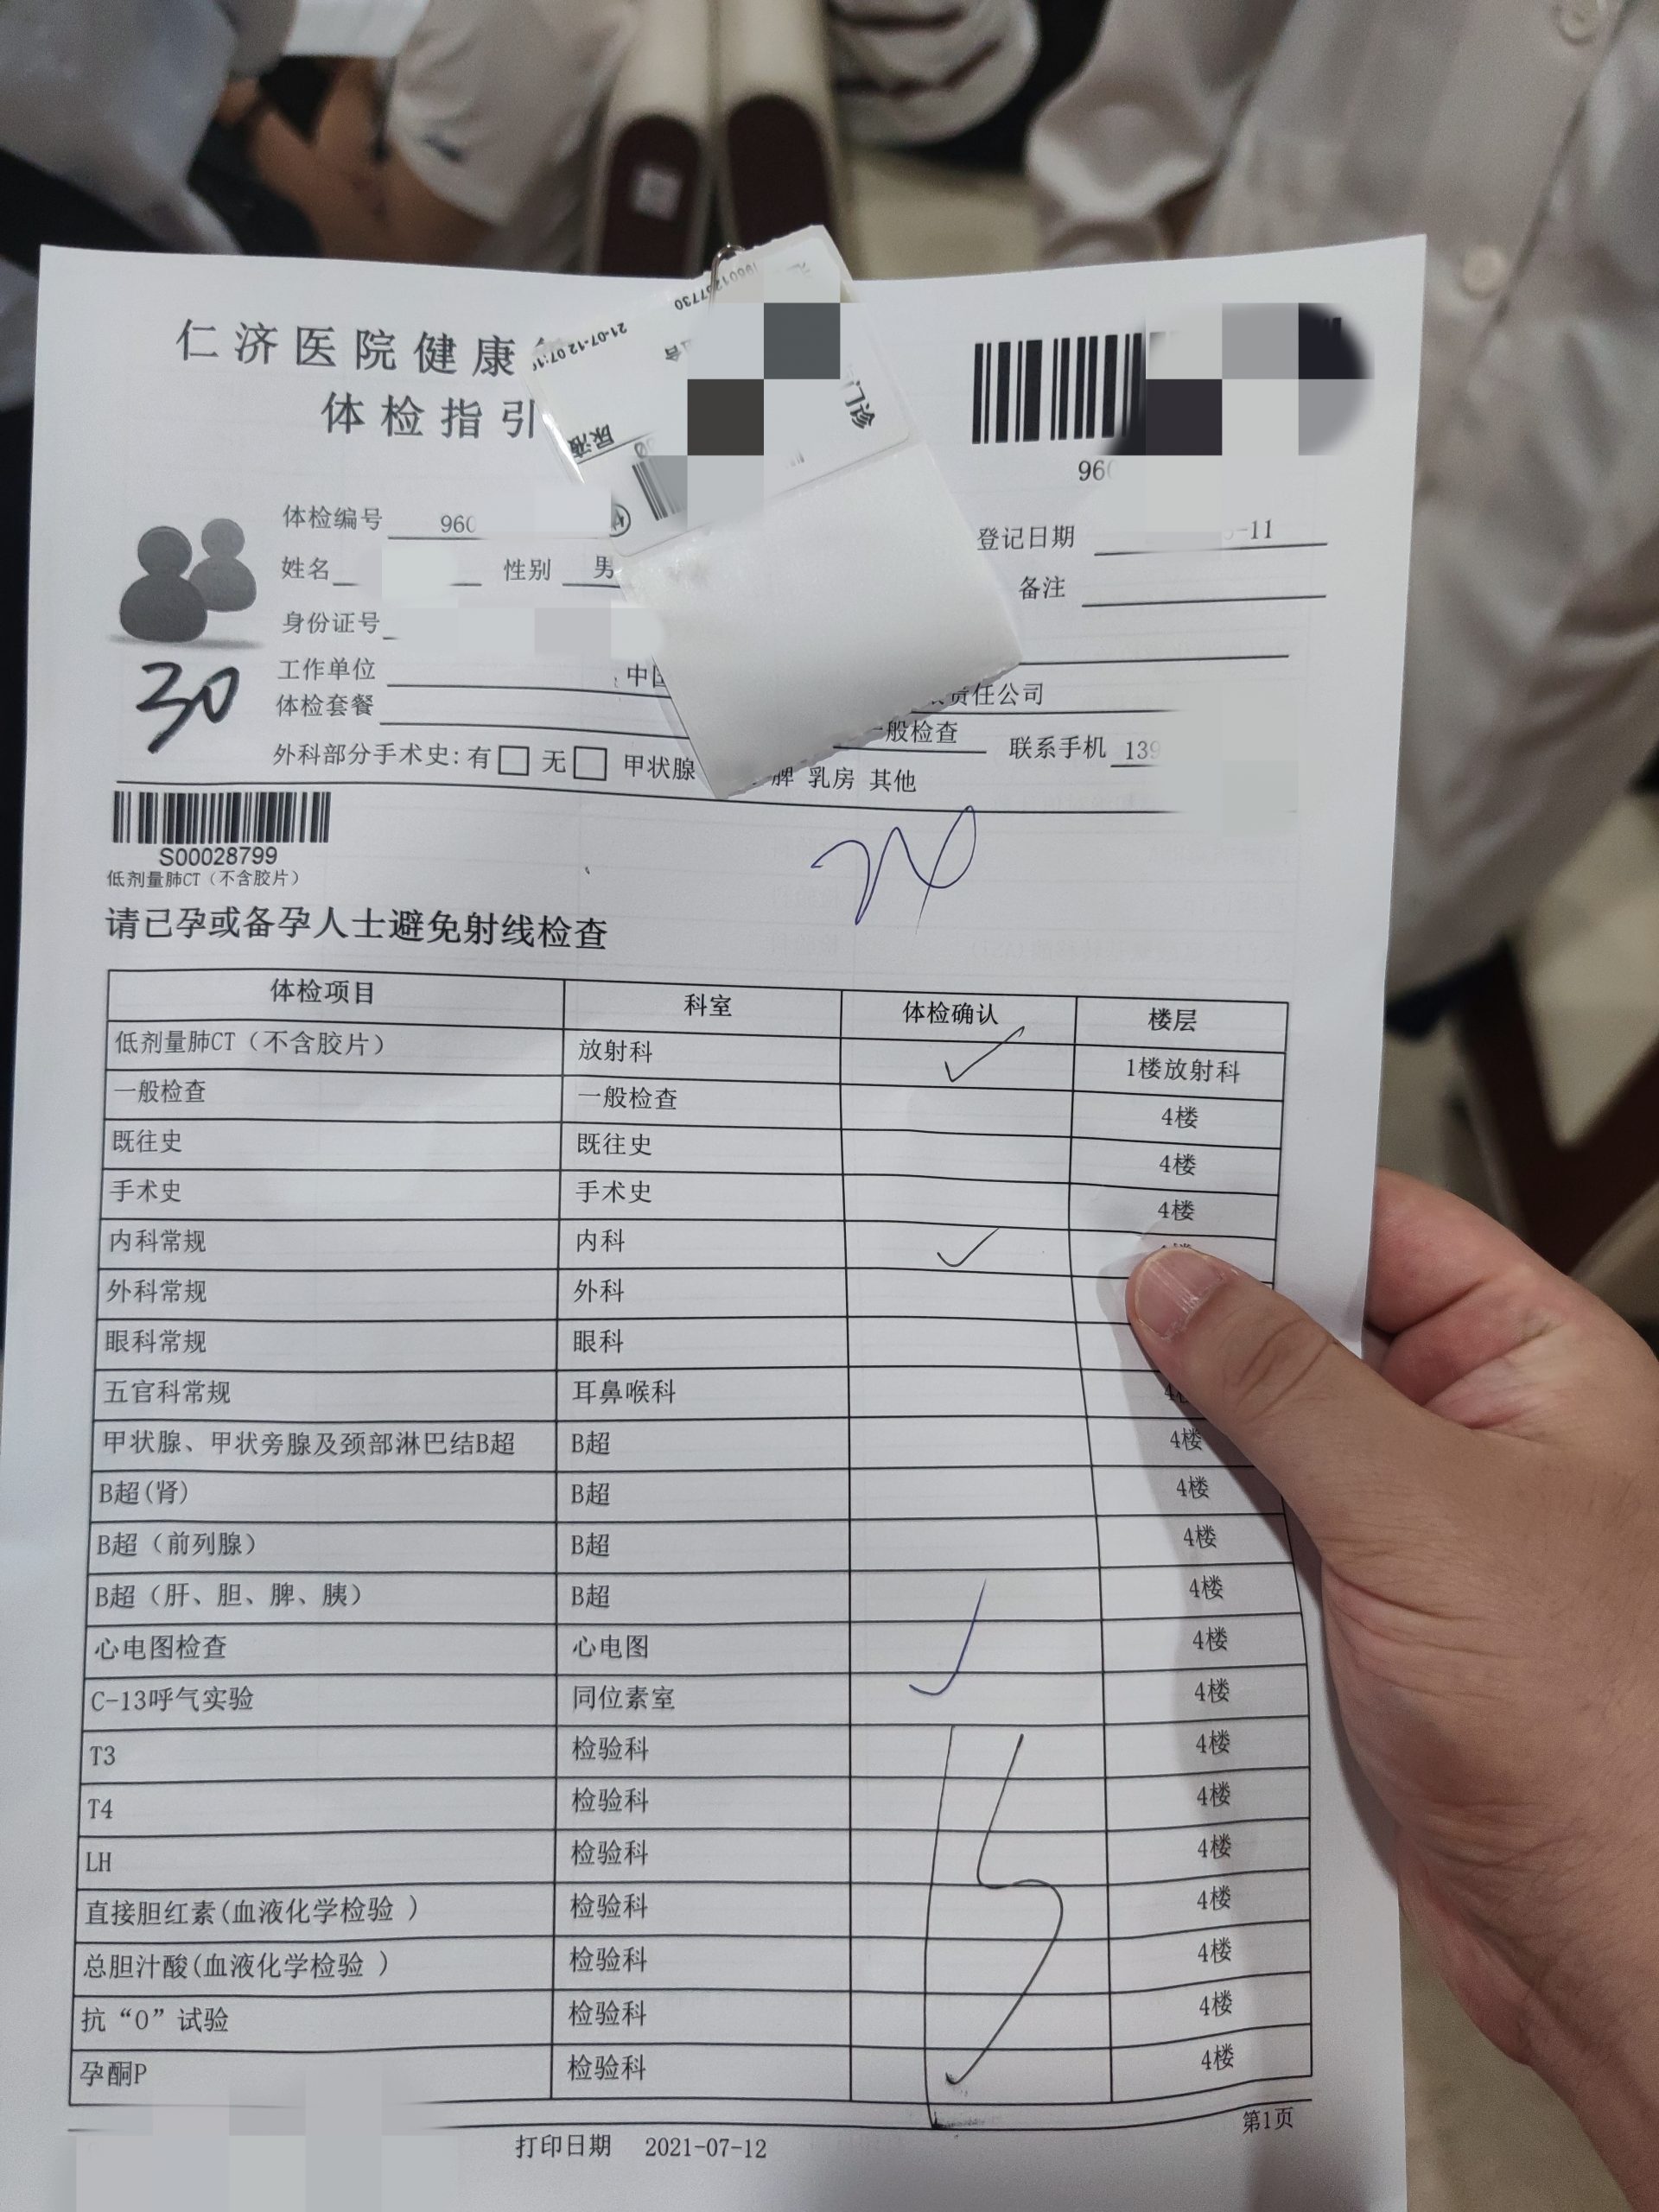 仁济医院健康
体检指引
960
体检编号 960
登记日期 -11
姓名 性别 男
备注
身份证号
工作单位 中国
责任公司
体检套餐
一般检查 联系手机 139
外科部分手术史:有□ 无□ 甲状腺 脾 乳房 其他
门诊
尿液
21-07-12 07:1
30
S00028799
低剂量肺CT（不含胶片）
请已孕或备孕人士避免射线检查
体检项目 科室 体检确认 楼层
低剂量肺CT（不含胶片） 放射科 ✓ 1楼放射科
一般检查 一般检查 4楼
既往史 既往史 4楼
手术史 手术史 4楼
内科常规 内科 ✓
外科常规 外科
眼科常规 眼科
五官科常规 耳鼻喉科 4楼
甲状腺、甲状旁腺及颈部淋巴结B超 B超 4楼
B超(肾) B超 4楼
B超（前列腺） B超 4楼
B超（肝、胆、脾、胰） B超 4楼
心电图检查 心电图 ✓ 4楼
C-13呼气实验 同位素室 4楼
T3 检验科 4楼
T4 检验科 4楼
LH 检验科 4楼
直接胆红素(血液化学检验 ) 检验科 4楼
总胆汁酸(血液化学检验 ) 检验科 4楼
抗“O”试验 检验科 4楼
孕酮P 检验科 4楼
第1页
打印日期 2021-07-12